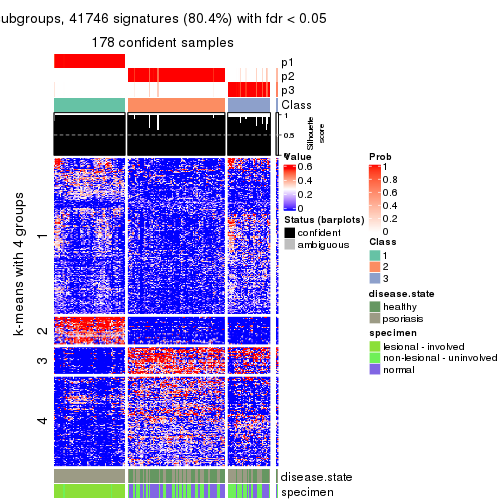 ubgroups, 41746 signatures (80.4%) with fdr < 0.05
178 confident samples
p1
p2
p3
Class
1
0.5
Silhouette
score
k-means with 4 groups
1
2
3
4
disease.state
specimen
Value
0.6
0.4
0.2
0
Status (barplots)
confident
ambiguous
Prob
1
0.8
0.6
0.4
0.2
0
Class
1
2
3
disease.state
healthy
psoriasis
specimen
lesional - involved
non-lesional - uninvolved
normal